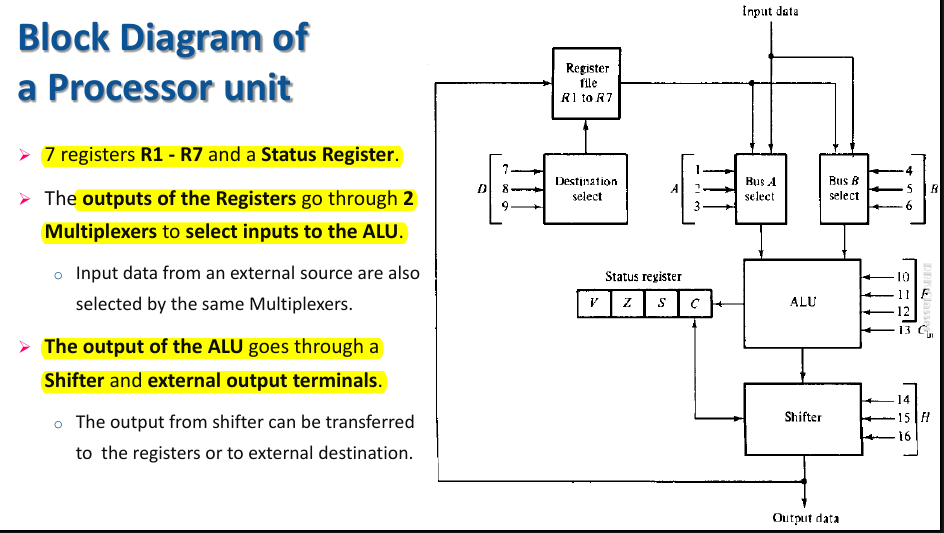 Block Diagram of
a Processor unit
7 registers R1 - R7 and a Status Register.
The outputs of the Registers go through 2
Multiplexers to select inputs to the ALU.
Input data from an external source are also
selected by the same Multiplexers.
The output of the ALU goes through a
Shifter and external output terminals.
The output from shifter can be transferred
to the registers or to external destination.
Input data
Register
file
R1 to R7
D
7
8
9
Destination
select
A
1
2
3
Bus A
select
Bus B
select
4
5
6
B
Status register
V Z S C
ALU
10
11
12
F
13 Cin
Shifter
14
15
16
H
Output data